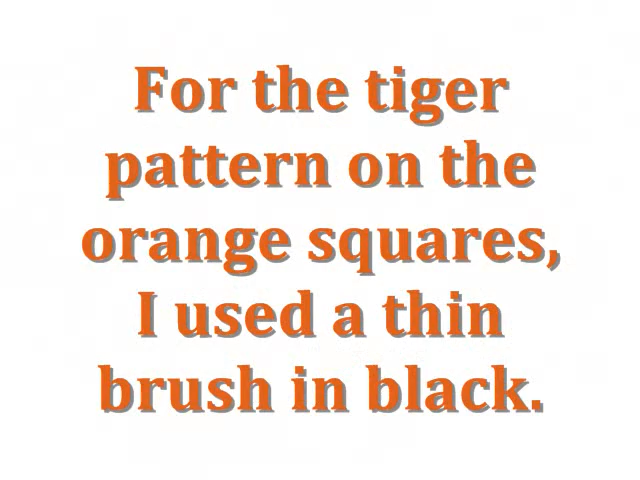 For the tiger
pattern on the
orange squares,
I used a thin
brush in black.